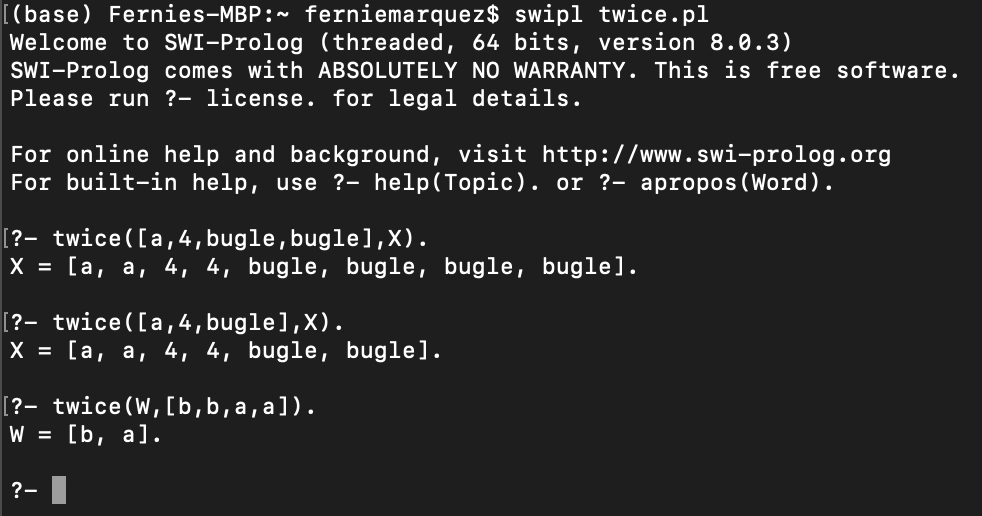 [(base) Fernies-MBP:~ ferniemarquez$ swipl twice.pl
Welcome to SWI-Prolog (threaded, 64 bits, version 8.0.3)
SWI-Prolog comes with ABSOLUTELY NO WARRANTY. This is free software.
Please run ?- license. for legal details.

For online help and background, visit http://www.swi-prolog.org
For built-in help, use ?- help(Topic). or ?- apropos(Word).

[?- twice([a,4,bugle,bugle],X).
X = [a, a, 4, 4, bugle, bugle, bugle, bugle].

[?- twice([a,4,bugle],X).
X = [a, a, 4, 4, bugle, bugle].

[?- twice(W,[b,b,a,a]).
W = [b, a].

?-